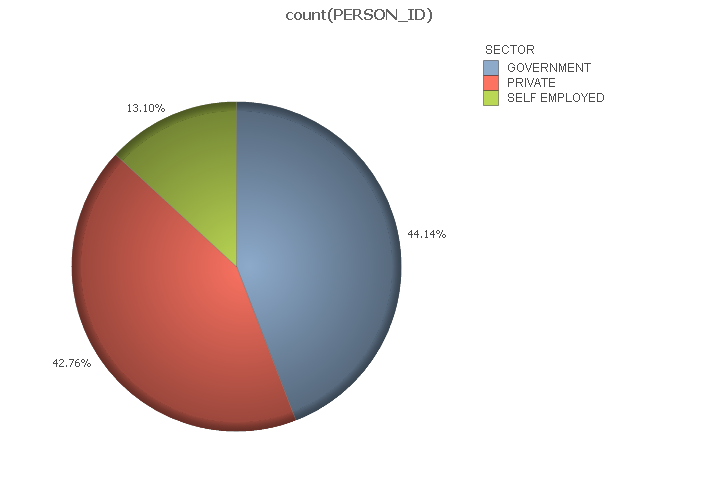 count(PERSON_ID)
SECTOR
GOVERNMENT
PRIVATE
SELF EMPLOYED
13.10%
44.14%
42.76%